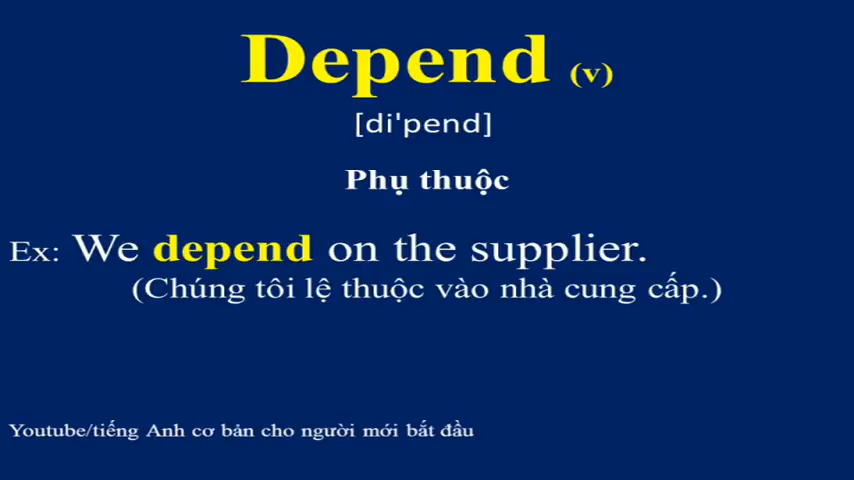 Depend (v)
[di'pend]
Phụ thuộc
Ex: We depend on the supplier.
(Chúng tôi lệ thuộc vào nhà cung cấp.)
Youtube/tiếng Anh cơ bản cho người mới bắt đầu